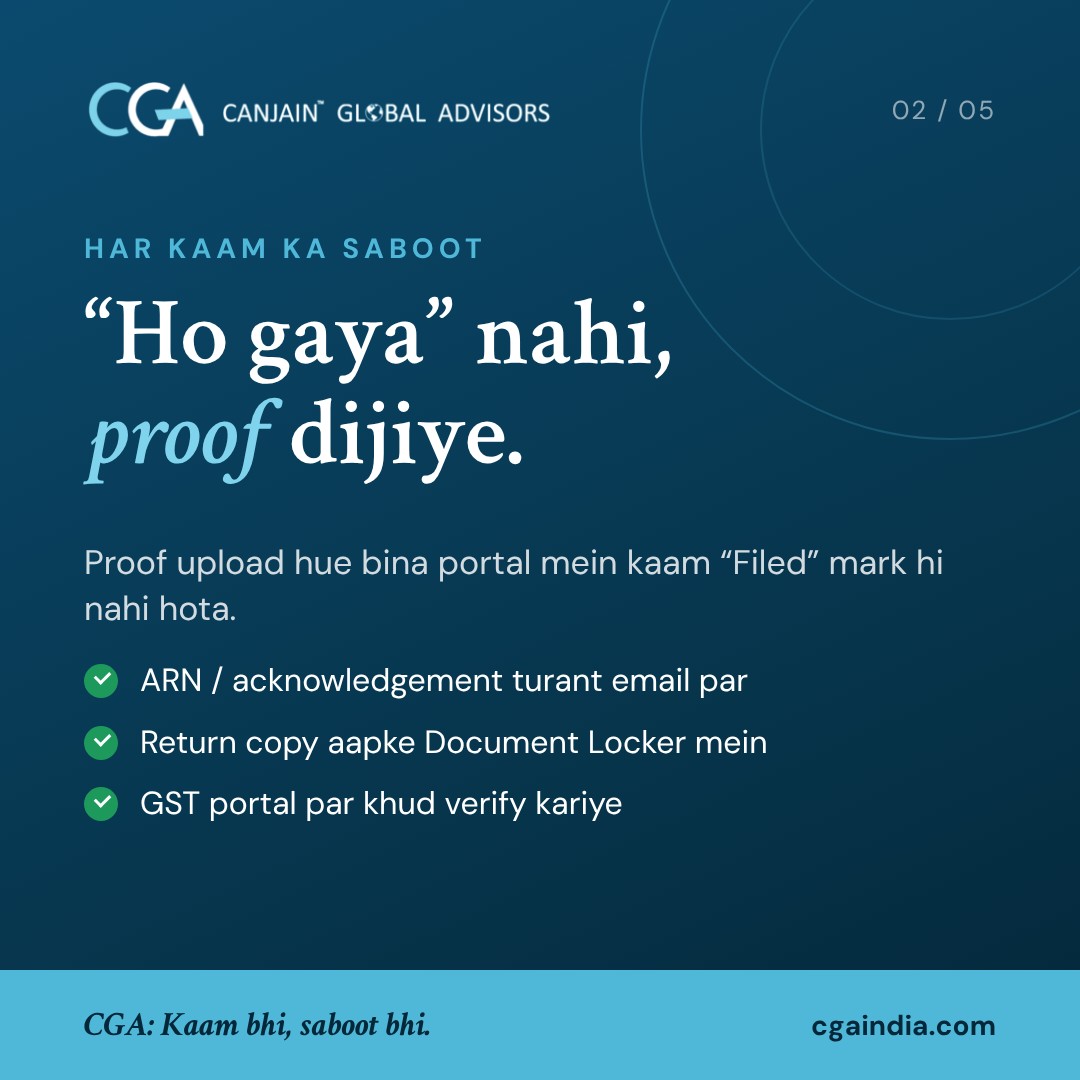 CGA CANJAIN™ GLOBAL ADVISORS
02 / 05
HAR KAAM KA SABOOT
“Ho gaya” nahi,
proof dijiye.
Proof upload hue bina portal mein kaam “Filed” mark hi
nahi hota.
ARN / acknowledgement turant email par
Return copy aapke Document Locker mein
GST portal par khud verify kariye
CGA: Kaam bhi, saboot bhi.
cgaindia.com